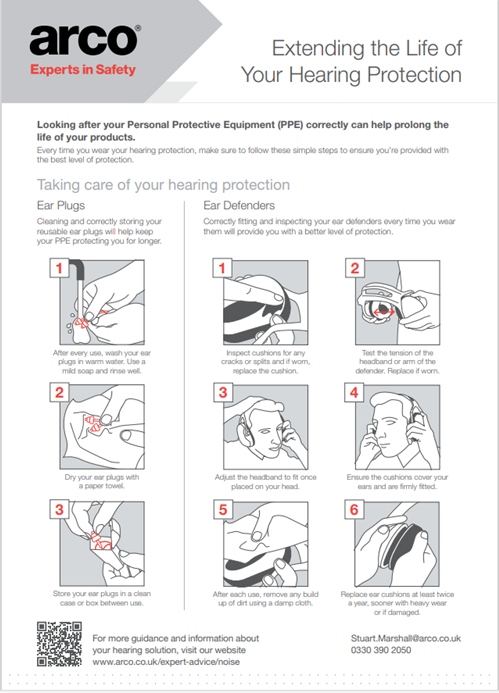 arco®
Experts in Safety
Extending the Life of
Your Hearing Protection
Looking after your Personal Protective Equipment (PPE) correctly can help prolong the
life of your products.
Every time you wear your hearing protection, make sure to follow these simple steps to ensure you're provided with
the best level of protection.
Taking care of your hearing protection
Ear Plugs
Cleaning and correctly storing your
reusable ear plugs will help keep
your PPE protecting you for longer.
1
After every use, wash your ear
plugs in warm water. Use a
mild soap and rinse well.
2
Dry your ear plugs with
a paper towel.
3
Store your ear plugs in a clean
case or box between use.
Ear Defenders
Correctly fitting and inspecting your ear defenders every time you wear
them will provide you with a better level of protection.
1
Inspect cushions for any
cracks or splits and if worn,
replace the cushion.
2
Test the tension of the
headband or arm of the
defender. Replace if worn.
3
Adjust the headband to fit once
placed on your head.
4
Ensure the cushions cover your
ears and are firmly fitted.
5
After each use, remove any build
up of dirt using a damp cloth.
6
Replace ear cushions at least twice
a year, sooner with heavy wear
or if damaged.
For more guidance and information about
your hearing solution, visit our website
www.arco.co.uk/expert-advice/noise
Stuart.Marshall@arco.co.uk
0330 390 2050